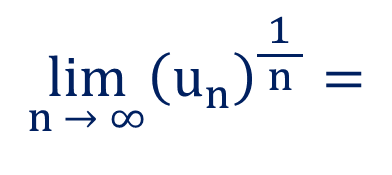 lim n → ∞ (uₙ)^(1/n) =